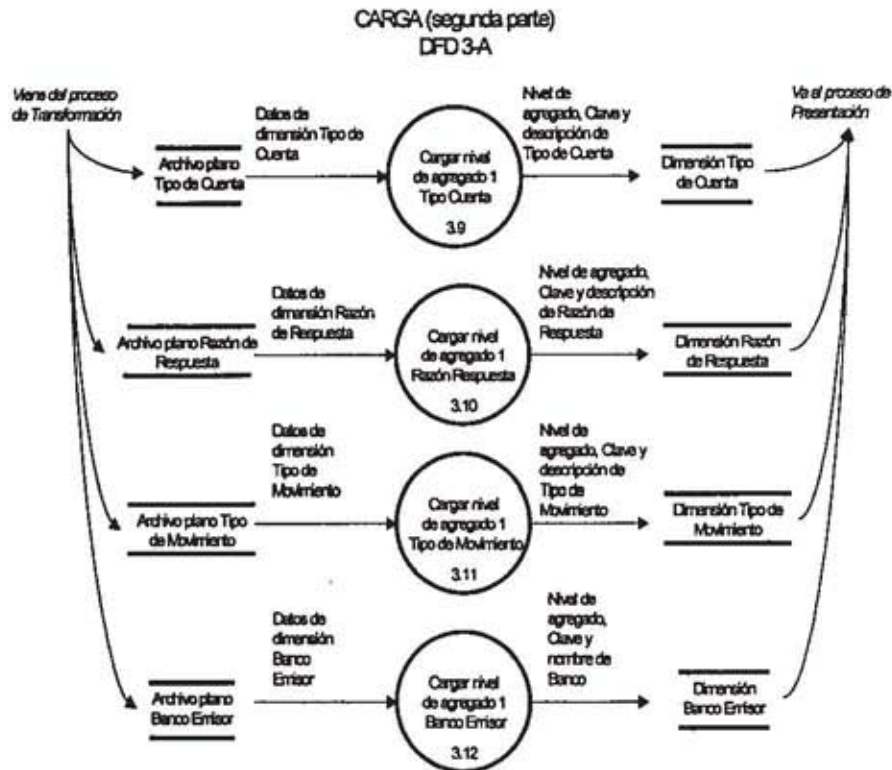 CARGA (segunda parte)
DFD 3-A
Viene del proceso
de Transformación
Va al proceso de
Presentación
Datos de
dimensión Tipo de
Cuenta
Nivel de
agregado, Clave y
descripción de
Tipo de Cuenta
Archivo plano
Tipo de Cuenta
Cargar nivel
de agregado 1
Tipo Cuenta
3.9
Dimensión Tipo
de Cuenta
Datos de
dimensión Razón
de Respuesta
Nivel de agregado,
Clave y descripción
de Razón de
Respuesta
Archivo plano Razón de
Respuesta
Cargar nivel
de agregado 1
Razón Respuesta
3.10
Dimensión Razón
de Respuesta
Datos de
dimensión
Tipo de
Movimiento
Nivel de
agregado, Clave y
descripción de
Tipo de
Movimiento
Archivo plano Tipo
de Movimiento
Cargar nivel
de agregado 1
Tipo de Movimiento
3.11
Dimensión Tipo de
Movimiento
Datos de
dimensión
Banco
Emisor
Nivel de
agregado,
Clave y
nombre de
Banco
Archivo plano
Banco Emisor
Cargar nivel
de agregado 1
Banco Emisor
3.12
Dimensión
Banco Emisor